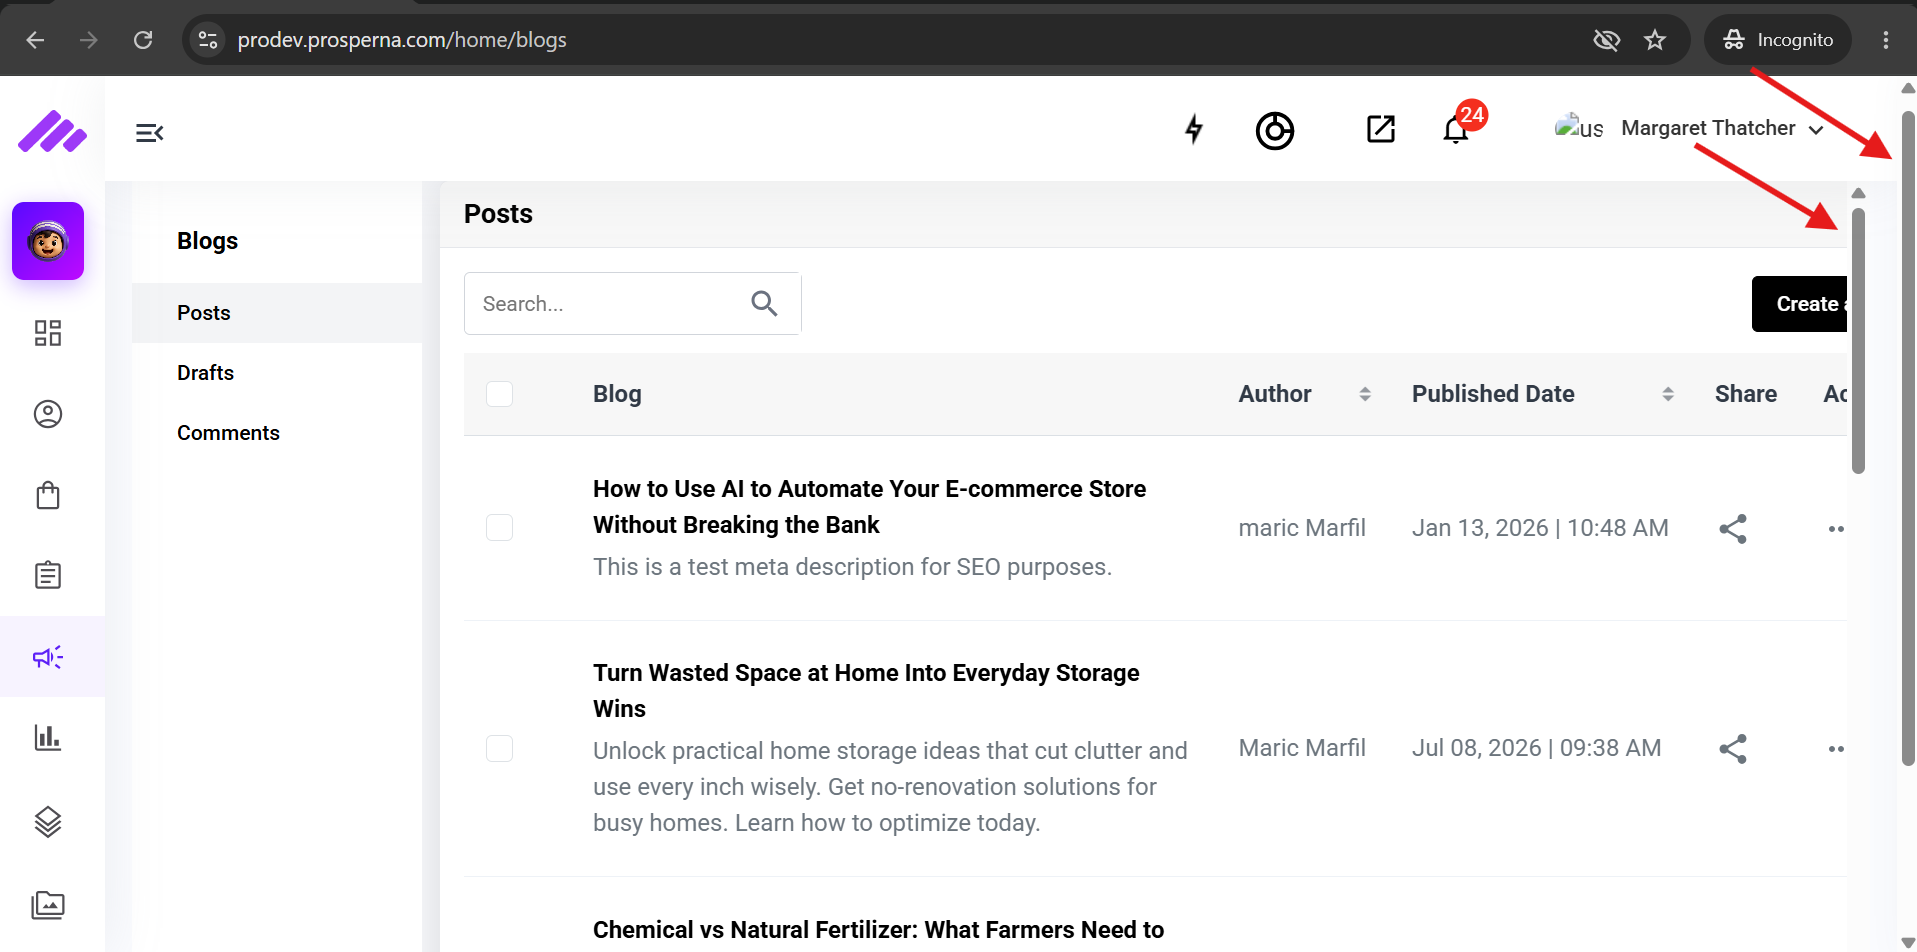 prodev.prosperna.com/home/blogs
Incognito
24
us
Margaret Thatcher
Blogs
Posts
Drafts
Comments
Posts
Search...
Create a
Blog
Author
Published Date
Share
Ac
How to Use AI to Automate Your E-commerce Store
Without Breaking the Bank
This is a test meta description for SEO purposes.
maric Marfil
Jan 13, 2026 | 10:48 AM
Turn Wasted Space at Home Into Everyday Storage
Wins
Unlock practical home storage ideas that cut clutter and
use every inch wisely. Get no-renovation solutions for
busy homes. Learn how to optimize today.
Maric Marfil
Jul 08, 2026 | 09:38 AM
Chemical vs Natural Fertilizer: What Farmers Need to